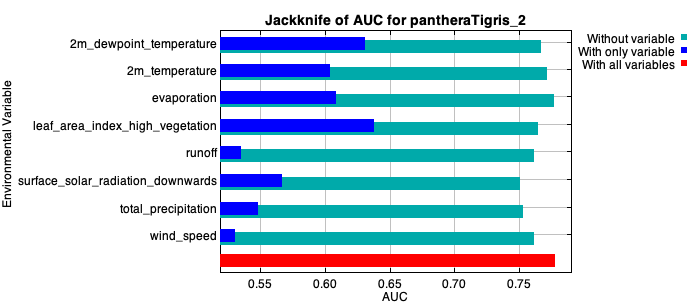 Jackknife of AUC for pantheraTigris_2
Environmental Variable
2m_dewpoint_temperature
2m_temperature
evaporation
leaf_area_index_high_vegetation
runoff
surface_solar_radiation_downwards
total_precipitation
wind_speed
0.55 0.60 0.65 0.70 0.75
AUC
Without variable
With only variable
With all variables